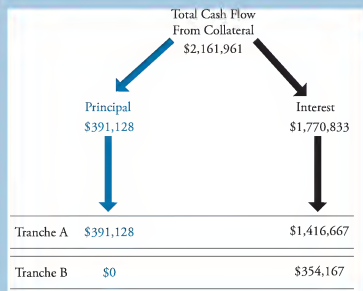 Total Cash Flow
From Collateral
$2,161,961
Principal Interest
$391,128 $1,770,833
Tranche A $391,128 $1,416,667
Tranche B $0 $354,167